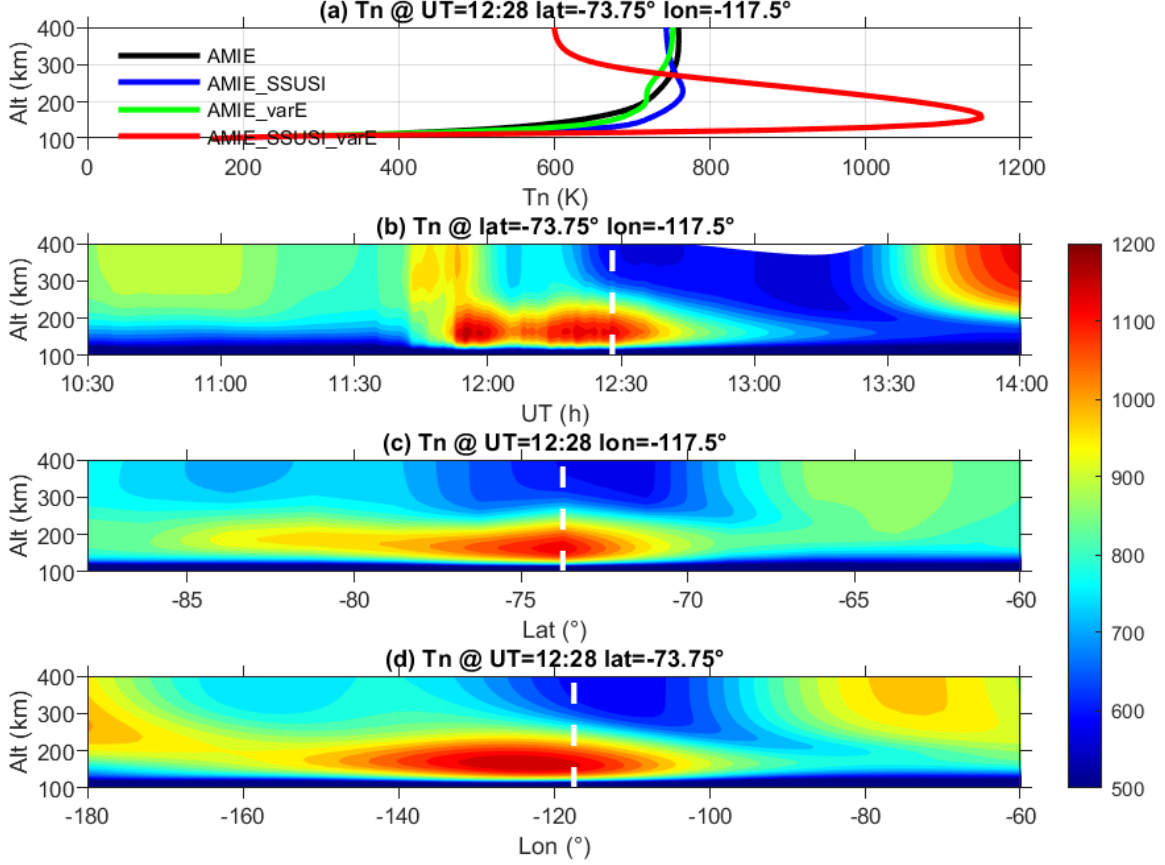 (a) Tn @ UT=12:28 lat=-73.75° lon=-117.5°
Alt (km)
400
300
200
100
AMIE
AMIE_SSUSI
AMIE_varE
AMIE_SSUSI_varE
0 200 400 600 800 1000 1200
Tn (K)
(b) Tn @ lat=-73.75° lon=-117.5°
Alt (km)
400
300
200
100
10:30 11:00 11:30 12:00 12:30 13:00 13:30 14:00
UT (h)
(c) Tn @ UT=12:28 lon=-117.5°
Alt (km)
400
300
200
100
-85 -80 -75 -70 -65 -60
Lat (°)
(d) Tn @ UT=12:28 lat=-73.75°
Alt (km)
400
300
200
100
-180 -160 -140 -120 -100 -80 -60
Lon (°)
1200
1100
1000
900
800
700
600
500